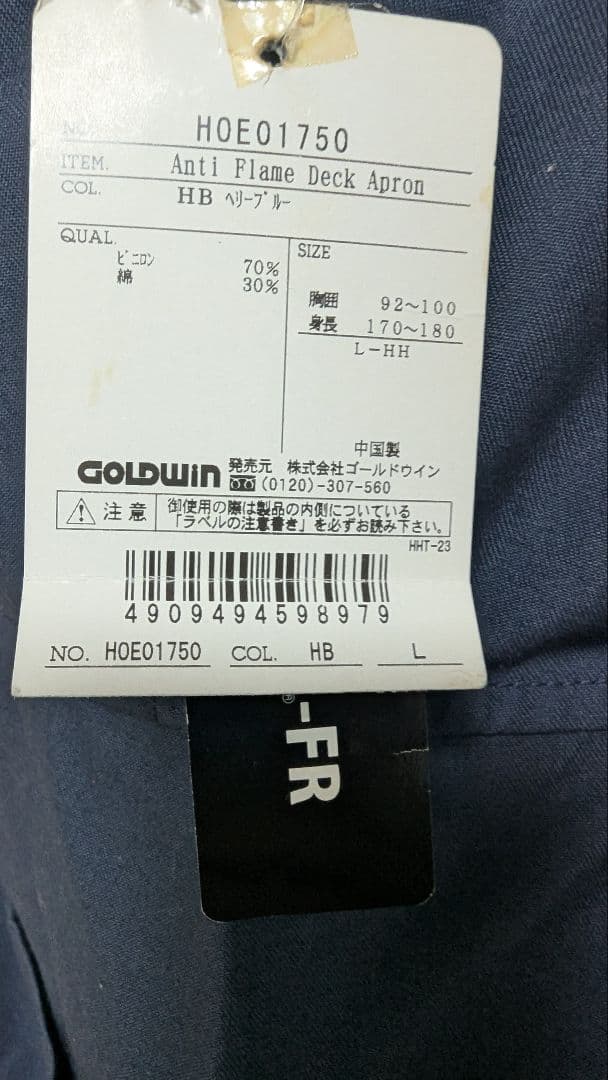 NO. HOE01750
ITEM. Anti Flame Deck Apron
COL. HB ヘリーブルー
QUAL.
ビニロン 70%
綿 30%
SIZE
胸囲 92～100
身長 170～180
L-HH
中国製
GOLDWIN 発売元 株式会社ゴールドウイン
(0120)-307-560
注意 御使用の際は製品の内側についている
「ラベルの注意書き」を必ずお読み下さい。
HHT-23
4909494598979
NO. HOE01750 COL. HB L
®-FR